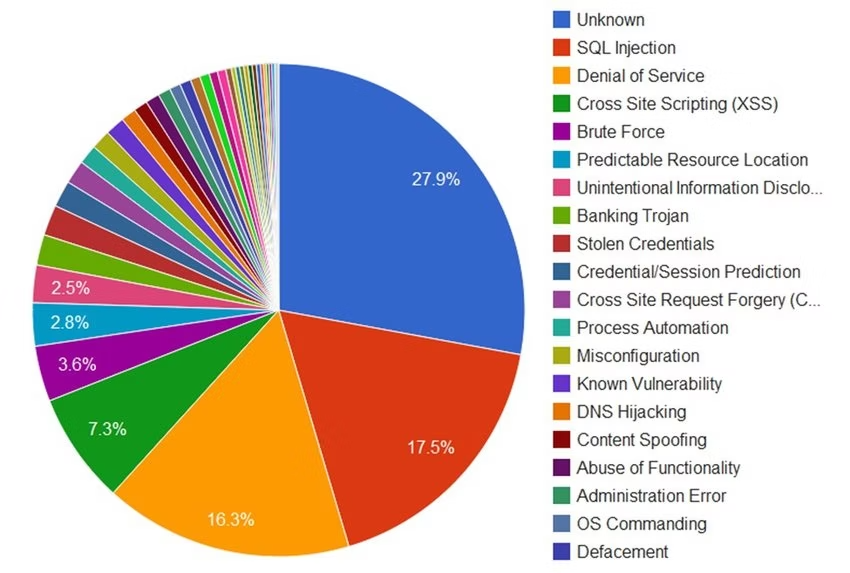 Unknown
SQL Injection
Denial of Service
Cross Site Scripting (XSS)
Brute Force
Predictable Resource Location
Unintentional Information Disclo...
Banking Trojan
Stolen Credentials
Credential/Session Prediction
Cross Site Request Forgery (C...
Process Automation
Misconfiguration
Known Vulnerability
DNS Hijacking
Content Spoofing
Abuse of Functionality
Administration Error
OS Commanding
Defacement
27.9%
17.5%
16.3%
7.3%
3.6%
2.8%
2.5%